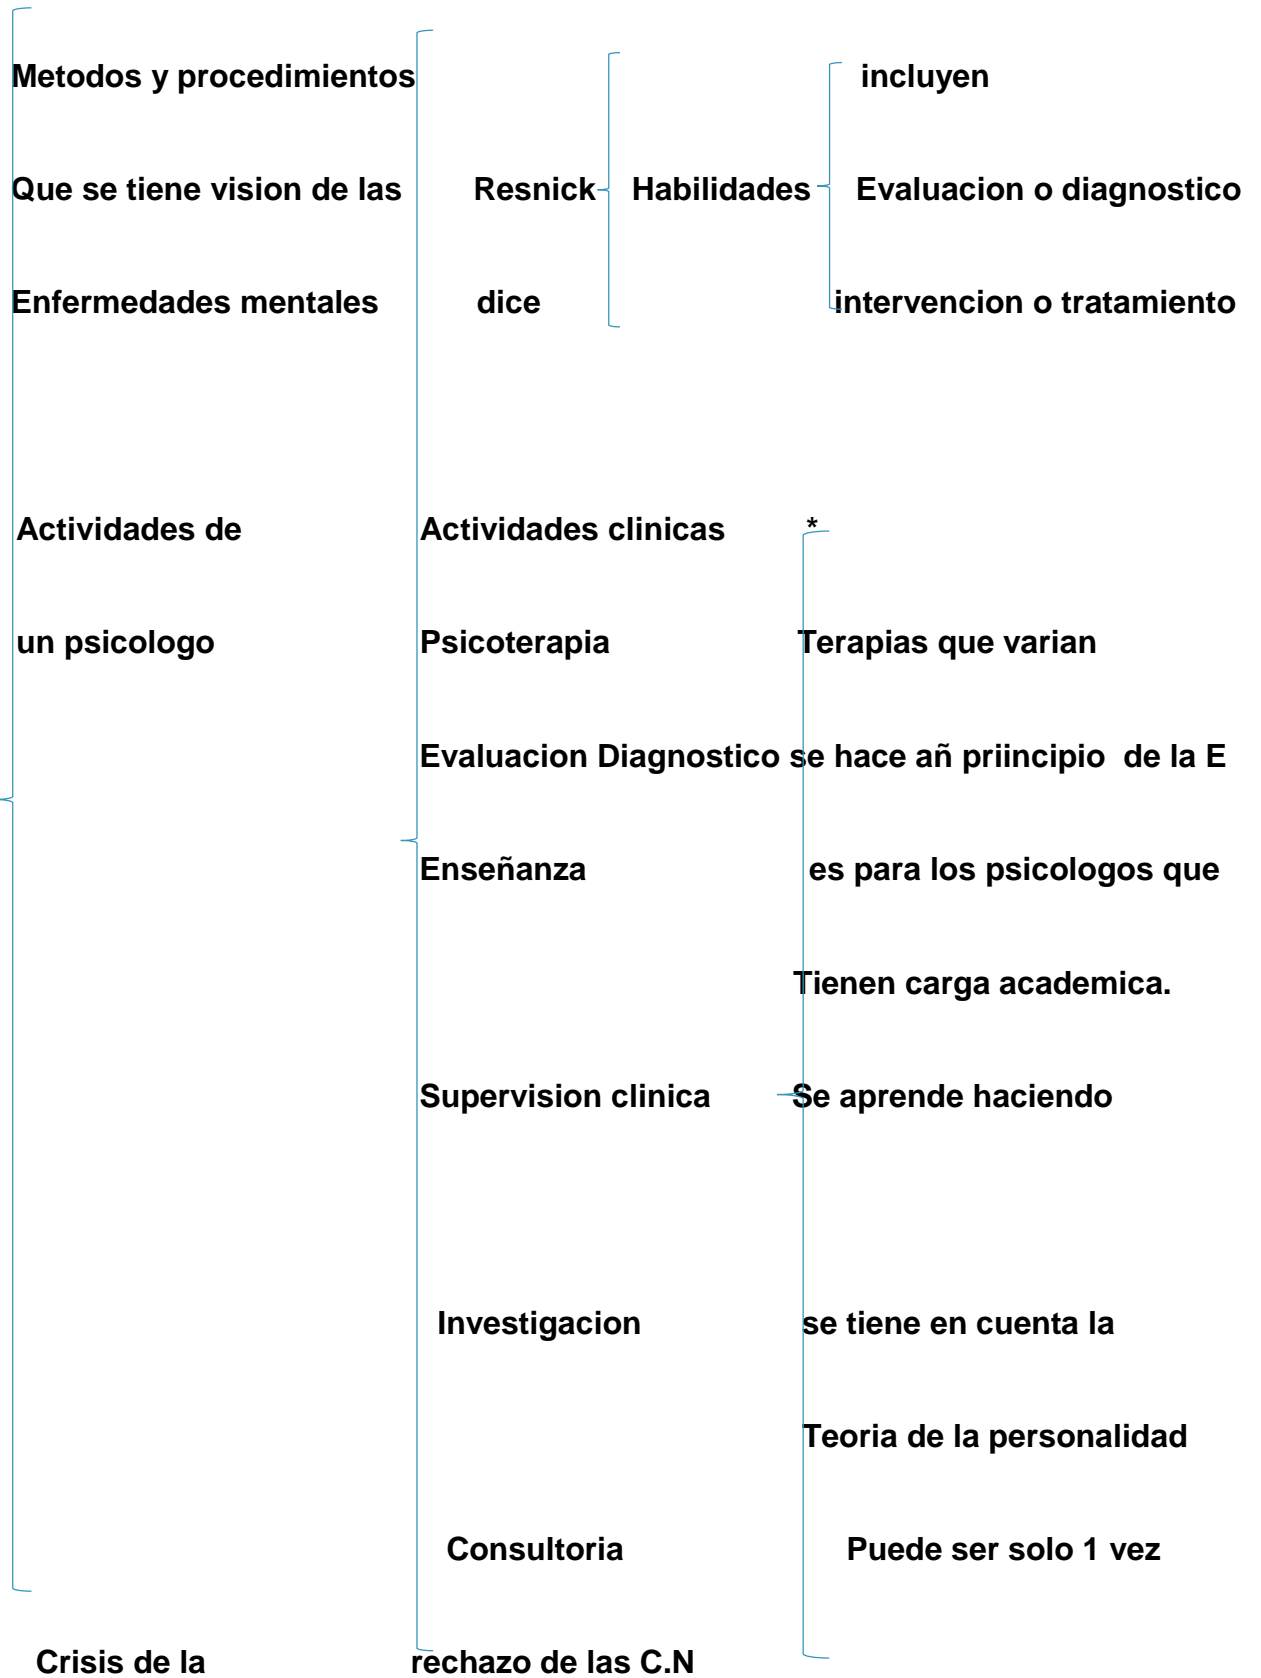 Metodos y procedimientos incluyen
Que se tiene vision de las Resnick Habilidades Evaluacion o diagnostico
Enfermedades mentales dice intervencion o tratamiento
Actividades de Actividades clinicas *
un psicologo Psicoterapia Terapias que varian
Evaluacion Diagnostico se hace añ priincipio de la E
Enseñanza es para los psicologos que
Tienen carga academica.
Supervision clinica Se aprende haciendo
Investigacion se tiene en cuenta la
Teoria de la personalidad
Consultoria Puede ser solo 1 vez
Crisis de la rechazo de las C.N